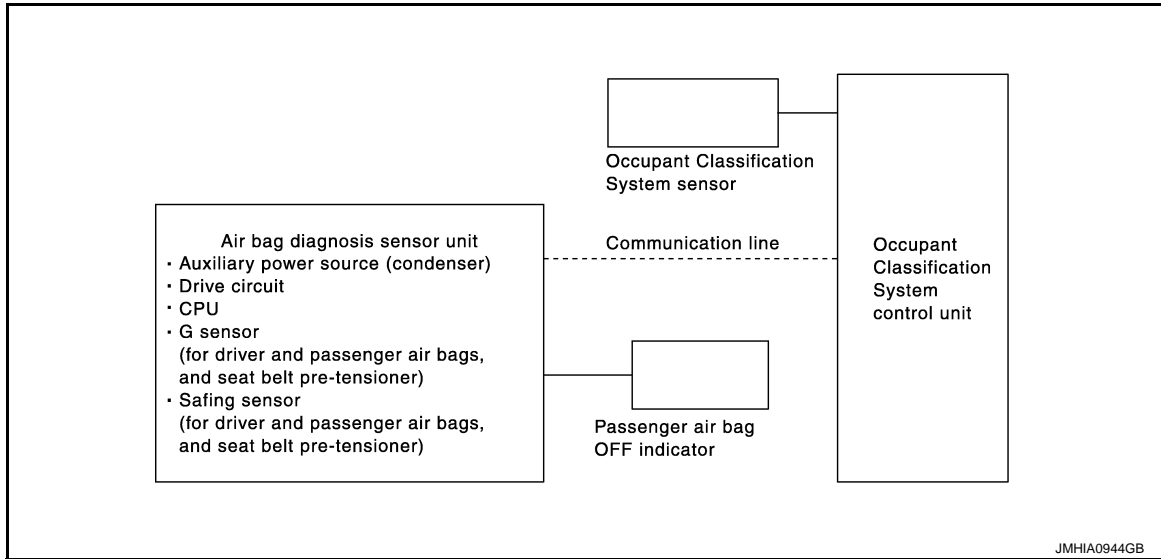 Occupant Classification
System sensor
Air bag diagnosis sensor unit
· Auxiliary power source (condenser)
· Drive circuit
· CPU
· G sensor
(for driver and passenger air bags,
and seat belt pre-tensioner)
· Safing sensor
(for driver and passenger air bags,
and seat belt pre-tensioner)
Communication line
Passenger air bag
OFF indicator
Occupant
Classification
System
control unit
JMHIA0944GB